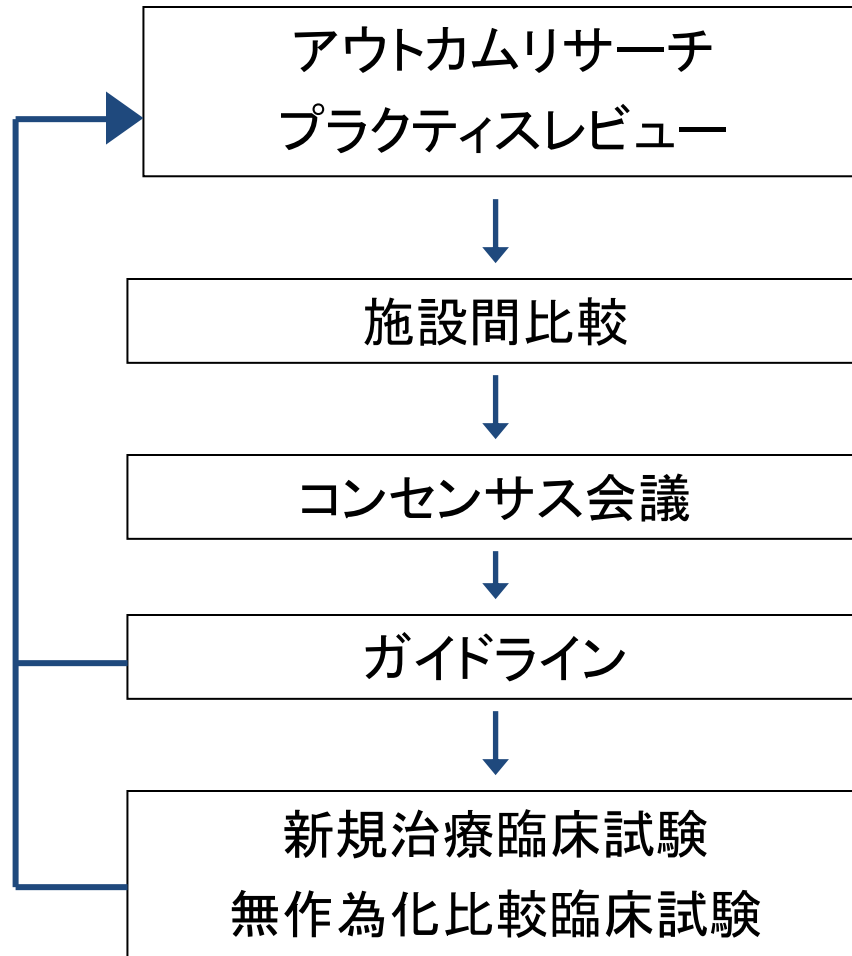 アウトカムリサーチ
プラクティスレビュー
施設間比較
コンセンサス会議
ガイドライン
新規治療臨床試験
無作為化比較臨床試験